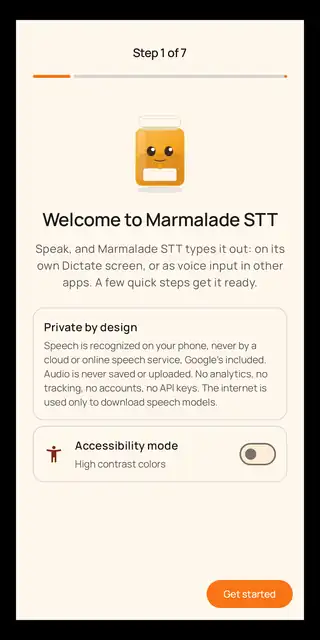 Step 1 of 7
Welcome to Marmalade STT
Speak, and Marmalade STT types it out: on its
own Dictate screen, or as voice input in other
apps. A few quick steps get it ready.
Private by design
Speech is recognized on your phone, never by a
cloud or online speech service, Google's included.
Audio is never saved or uploaded. No analytics, no
tracking, no accounts, no API keys. The internet is
used only to download speech models.
Accessibility mode
High contrast colors
Get started